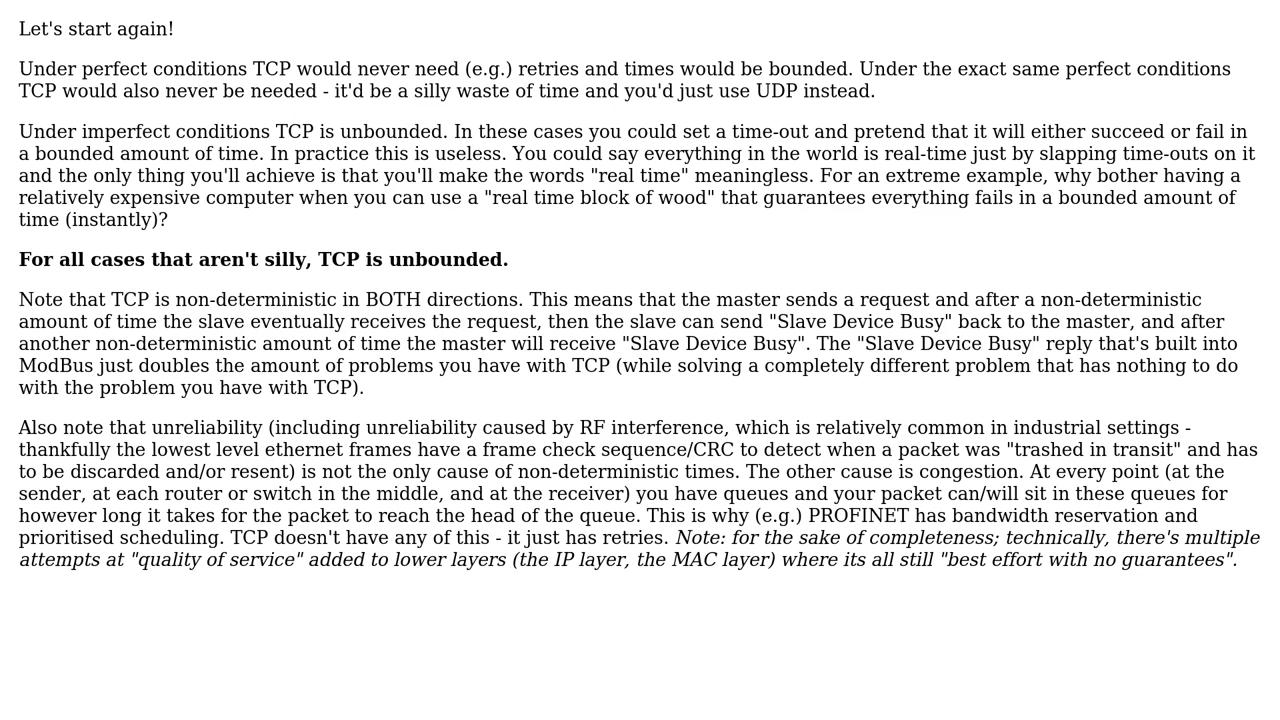 Let's start again!
Under perfect conditions TCP would never need (e.g.) retries and times would be bounded. Under the exact same perfect conditions
TCP would also never be needed - it'd be a silly waste of time and you'd just use UDP instead.
Under imperfect conditions TCP is unbounded. In these cases you could set a time-out and pretend that it will either succeed or fail in
a bounded amount of time. In practice this is useless. You could say everything in the world is real-time just by slapping time-outs on it
and the only thing you'll achieve is that you'll make the words "real time" meaningless. For an extreme example, why bother having a
relatively expensive computer when you can use a "real time block of wood" that guarantees everything fails in a bounded amount of
time (instantly)?
For all cases that aren't silly, TCP is unbounded.
Note that TCP is non-deterministic in BOTH directions. This means that the master sends a request and after a non-deterministic
amount of time the slave eventually receives the request, then the slave can send "Slave Device Busy" back to the master, and after
another non-deterministic amount of time the master will receive "Slave Device Busy". The "Slave Device Busy" reply that's built into
ModBus just doubles the amount of problems you have with TCP (while solving a completely different problem that has nothing to do
with the problem you have with TCP).
Also note that unreliability (including unreliability caused by RF interference, which is relatively common in industrial settings -
thankfully the lowest level ethernet frames have a frame check sequence/CRC to detect when a packet was "trashed in transit" and has
to be discarded and/or resent) is not the only cause of non-deterministic times. The other cause is congestion. At every point (at the
sender, at each router or switch in the middle, and at the receiver) you have queues and your packet can/will sit in these queues for
however long it takes for the packet to reach the head of the queue. This is why (e.g.) PROFINET has bandwidth reservation and
prioritised scheduling. TCP doesn't have any of this - it just has retries. Note: for the sake of completeness; technically, there's multiple
attempts at "quality of service" added to lower layers (the IP layer, the MAC layer) where its all still "best effort with no guarantees".